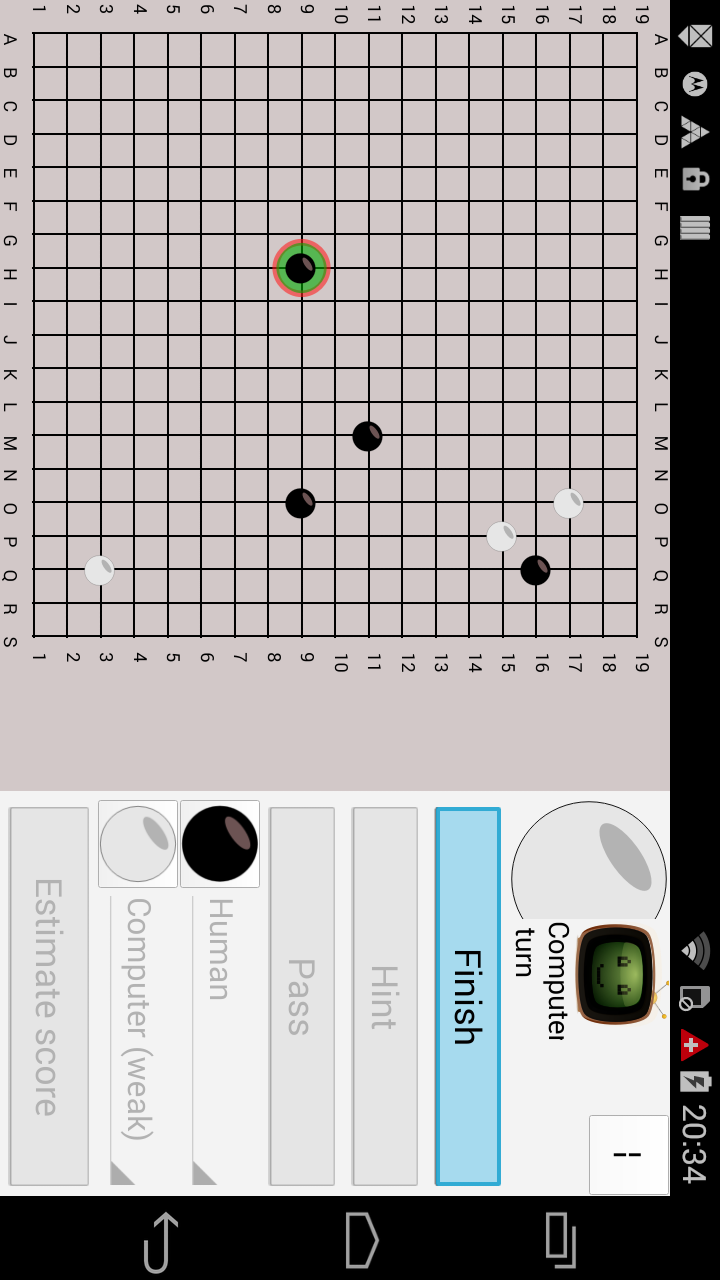 20:34
A B C D E F G H I J K L M N O P Q R S
19 19
18 18
17 17
16 16
15 15
14 14
13 13
12 12
11 11
10 10
9 9
8 8
7 7
6 6
5 5
4 4
3 3
2 2
1 1
A B C D E F G H I J K L M N O P Q R S
i
Computer
turn
Finish
Hint
Pass
Human
Computer (weak)
Estimate score